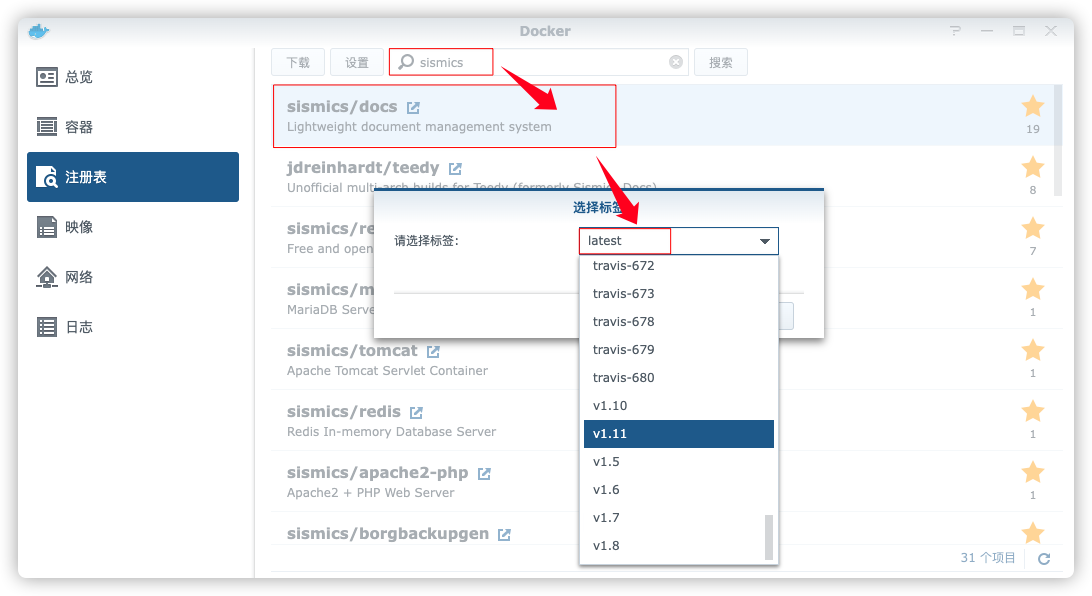 Docker
总览
容器
注册表
映像
网络
日志
下载
设置
sismics
搜索
sismics/docs
Lightweight document management system
19
jdreinhardt/teedy
Unofficial multi-arch builds for Teedy (formerly Sismics Docs)
8
sismics/re
Free and open
7
sismics/m
MariaDB Serve
1
sismics/tomcat
Apache Tomcat Servlet Container
1
sismics/redis
Redis In-memory Database Server
1
sismics/apache2-php
Apache2 + PHP Web Server
1
sismics/borgbackupgen
31 个项目
选择标签
请选择标签:
latest
travis-672
travis-673
travis-678
travis-679
travis-680
v1.10
v1.11
v1.5
v1.6
v1.7
v1.8